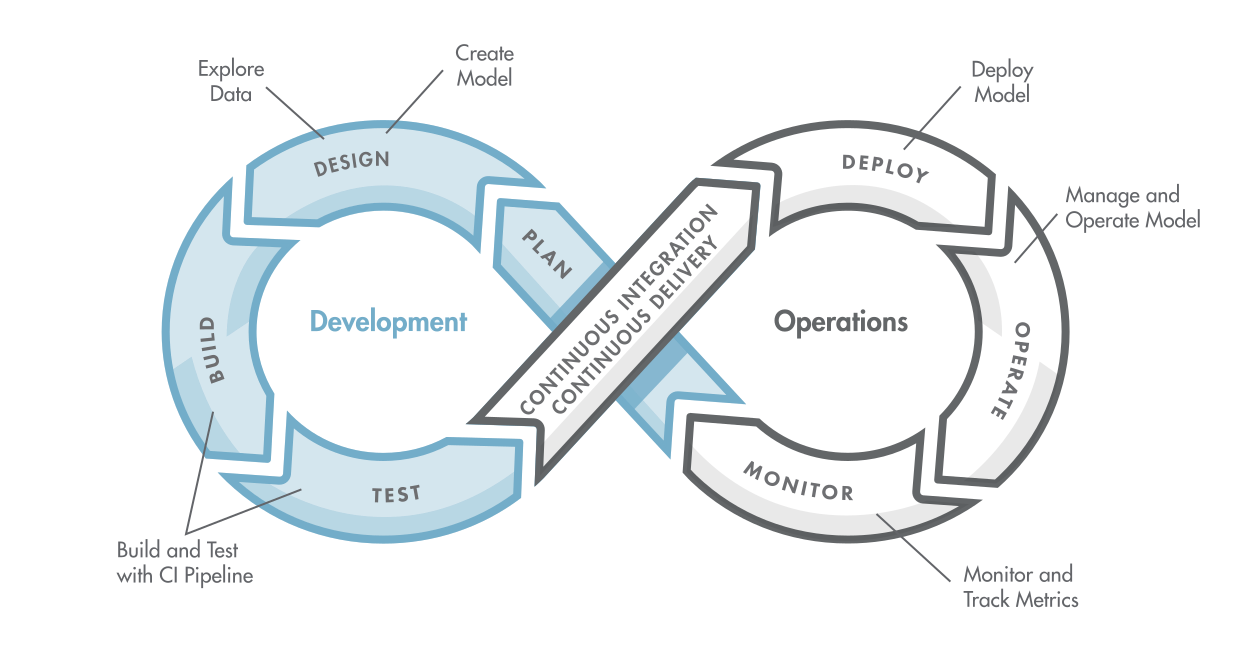 Explore
Data
Create
Model
DESIGN
PLAN
BUILD
Development
TEST
Build and Test
with CI Pipeline
CONTINUOUS INTEGRATION
CONTINUOUS DELIVERY
Deploy
Model
DEPLOY
Manage and
Operate Model
Operations
OPERATE
MONITOR
Monitor and
Track Metrics